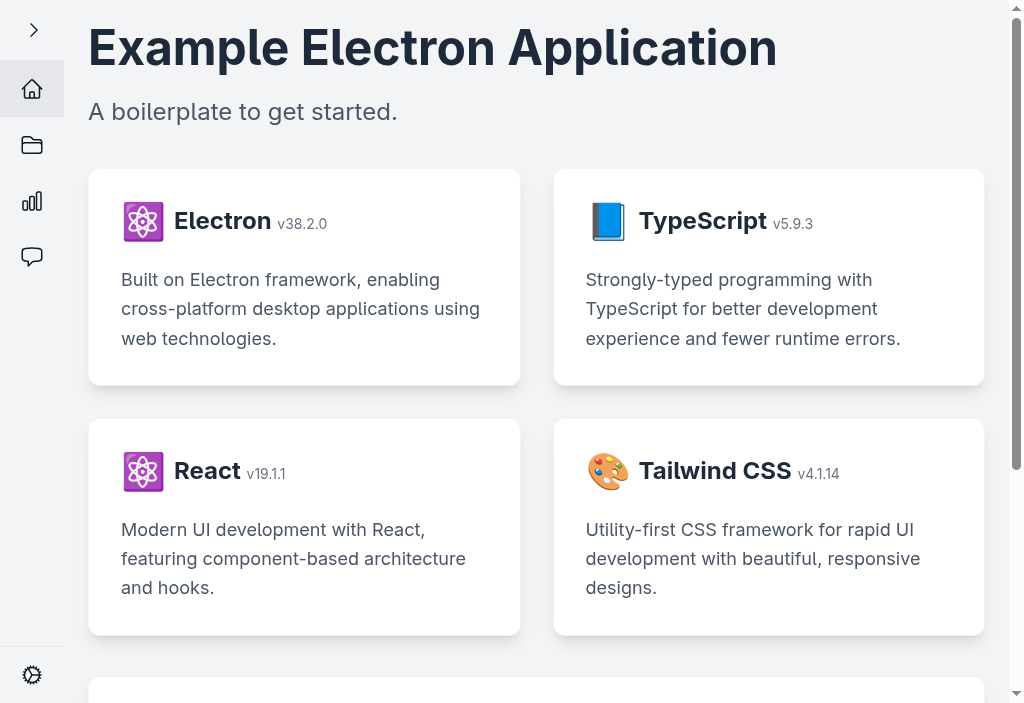 Example Electron Application
A boilerplate to get started.
Electron v38.2.0
Built on Electron framework, enabling
cross-platform desktop applications using
web technologies.
TypeScript v5.9.3
Strongly-typed programming with
TypeScript for better development
experience and fewer runtime errors.
React v19.1.1
Modern UI development with React,
featuring component-based architecture
and hooks.
Tailwind CSS v4.1.14
Utility-first CSS framework for rapid UI
development with beautiful, responsive
designs.